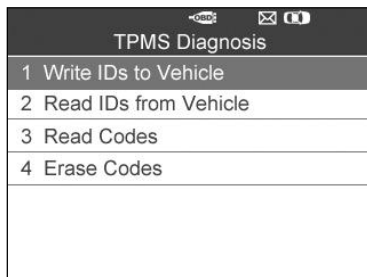 OBD
TPMS Diagnosis
1 Write IDs to Vehicle
2 Read IDs from Vehicle
3 Read Codes
4 Erase Codes